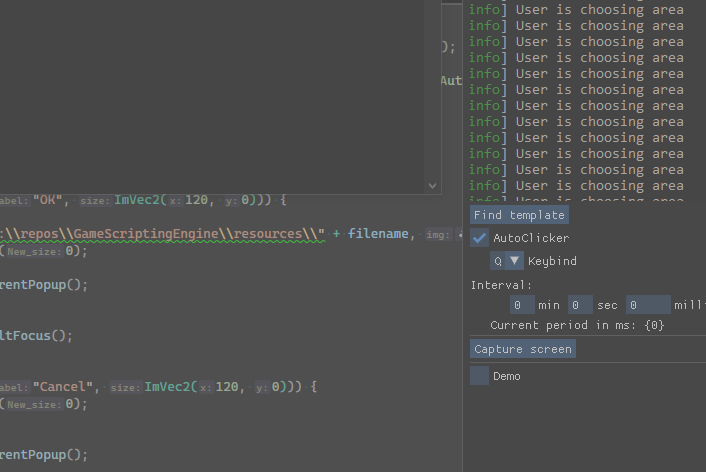 info] User is choosing area
info] User is choosing area
info] User is choosing area
info] User is choosing area
info] User is choosing area
info] User is choosing area
info] User is choosing area
info] User is choosing area
info] User is choosing area
info] User is choosing area
info] User is choosing area
info] User is choosing area
info] User is choosing area
);
Aut
abel: "OK", size: ImVec2( x: 120, y: 0))) {
:\\repos\\GameScriptingEngine\\resources\\" + filename, img:
( New_size: 0);
rentPopup();
ltFocus();
abel: "Cancel", size: ImVec2( x: 120, y: 0))) {
( New_size: 0);
rentPopup();
Find template
AutoClicker
Q Keybind
Interval:
0 min 0 sec 0 milli
Current period in ms: {0}
Capture screen
Demo